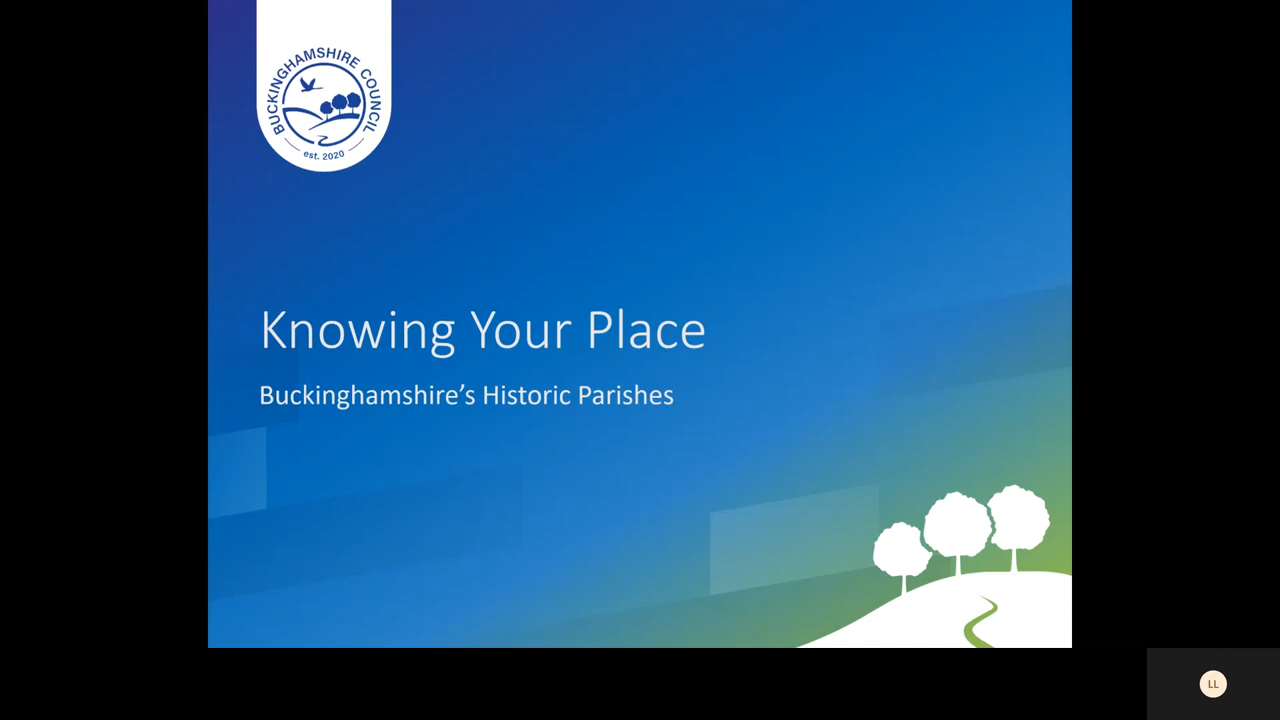 BUCKINGHAMSHIRE COUNCIL
est. 2020
Knowing Your Place
Buckinghamshire’s Historic Parishes
LL